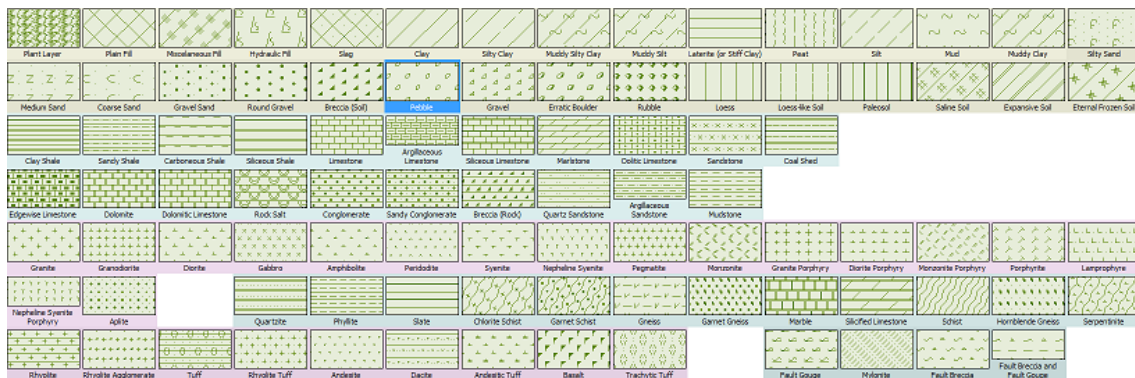 Plant Layer Plain Fill Miscelaneous Fill Hydraulic Fill Slag Clay Silty Clay Muddy Silty Clay Muddy Silt Laterite (or Stiff Clay) Peat Silt Mud Muddy Clay Silty Sand
Medium Sand Coarse Sand Gravel Sand Round Gravel Breccia (Soil) Pebble Gravel Erratic Boulder Rubble Loess Loess-like Soil Paleosol Saline Soil Expansive Soil Eternal Frozen Soil
Clay Shale Sandy Shale Carboneous Shale Siliceous Shale Limestone Argillaceous Limestone Siliceous Limestone Marlstone Oolitic Limestone Sandstone Coal Shed
Edgewise Limestone Dolomite Dolomitic Limestone Rock Salt Conglomerate Sandy Conglomerate Breccia (Rock) Quartz Sandstone Argillaceous Sandstone Mudstone
Granite Granodiorite Diorite Gabbro Amphibolite Peridodite Syenite Nepheline Syenite Pegmatite Monzonite Granite Porphyry Diorite Porphyry Monzonite Porphyry Porphyrite Lamprophyre
Nepheline Syenite Porphyry Aplite Quartzite Phyllite Slate Chlorite Schist Garnet Schist Gneiss Garnet Gneiss Marble Silicified Limestone Schist Hornblende Gneiss Serpentinite
Rhyolite Rhyolite Agglomerate Tuff Rhyolite Tuff Andesite Dacite Andesitic Tuff Basalt Trachytic Tuff Fault Gouge Mylonite Fault Breccia Fault Breccia and Fault Gouge